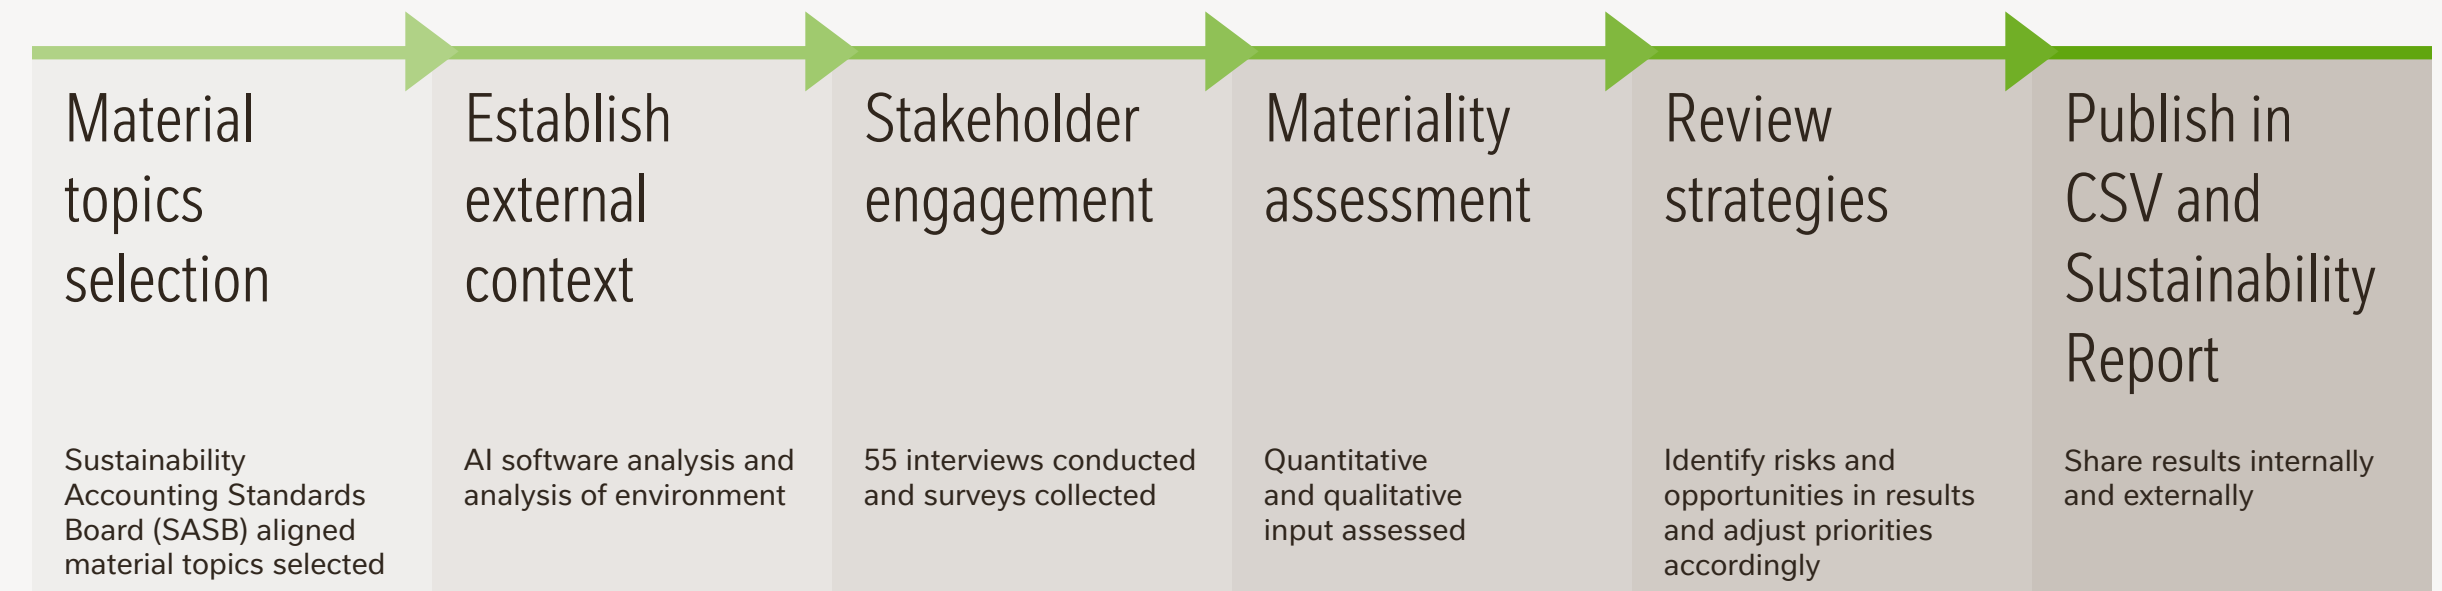 Material
topics
selection
Sustainability
Accounting Standards
Board (SASB) aligned
material topics selected
Establish
external
context
AI software analysis and
analysis of environment
Stakeholder
engagement
55 interviews conducted
and surveys collected
Materiality
assessment
Quantitative
and qualitative
input assessed
Review
strategies
Identify risks and
opportunities in results
and adjust priorities
accordingly
Publish in
CSV and
Sustainability
Report
Share results internally
and externally